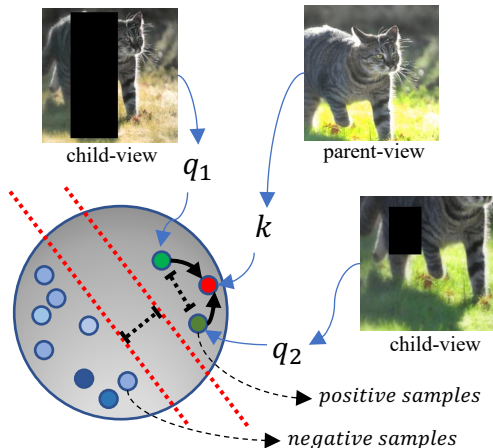 child-view
parent-view
q1
k
q2
child-view
positive samples
negative samples